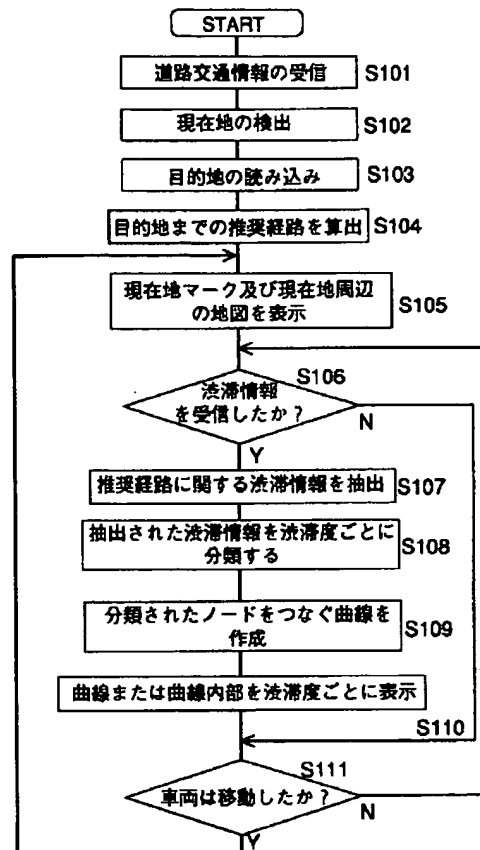 START
道路交通情報の受信 S101
現在地の検出 S102
目的地の読み込み S103
目的地までの推奨経路を算出 S104
現在地マーク及び現在地周辺
の地図を表示 S105
S106
渋滞情報
を受信したか？
N
Y
推奨経路に関する渋滞情報を抽出 S107
抽出された渋滞情報を渋滞度ごとに
分類する S108
分類されたノードをつなぐ曲線を
作成 S109
曲線または曲線内部を渋滞度ごとに表示
S110
S111
車両は移動したか？
N
Y